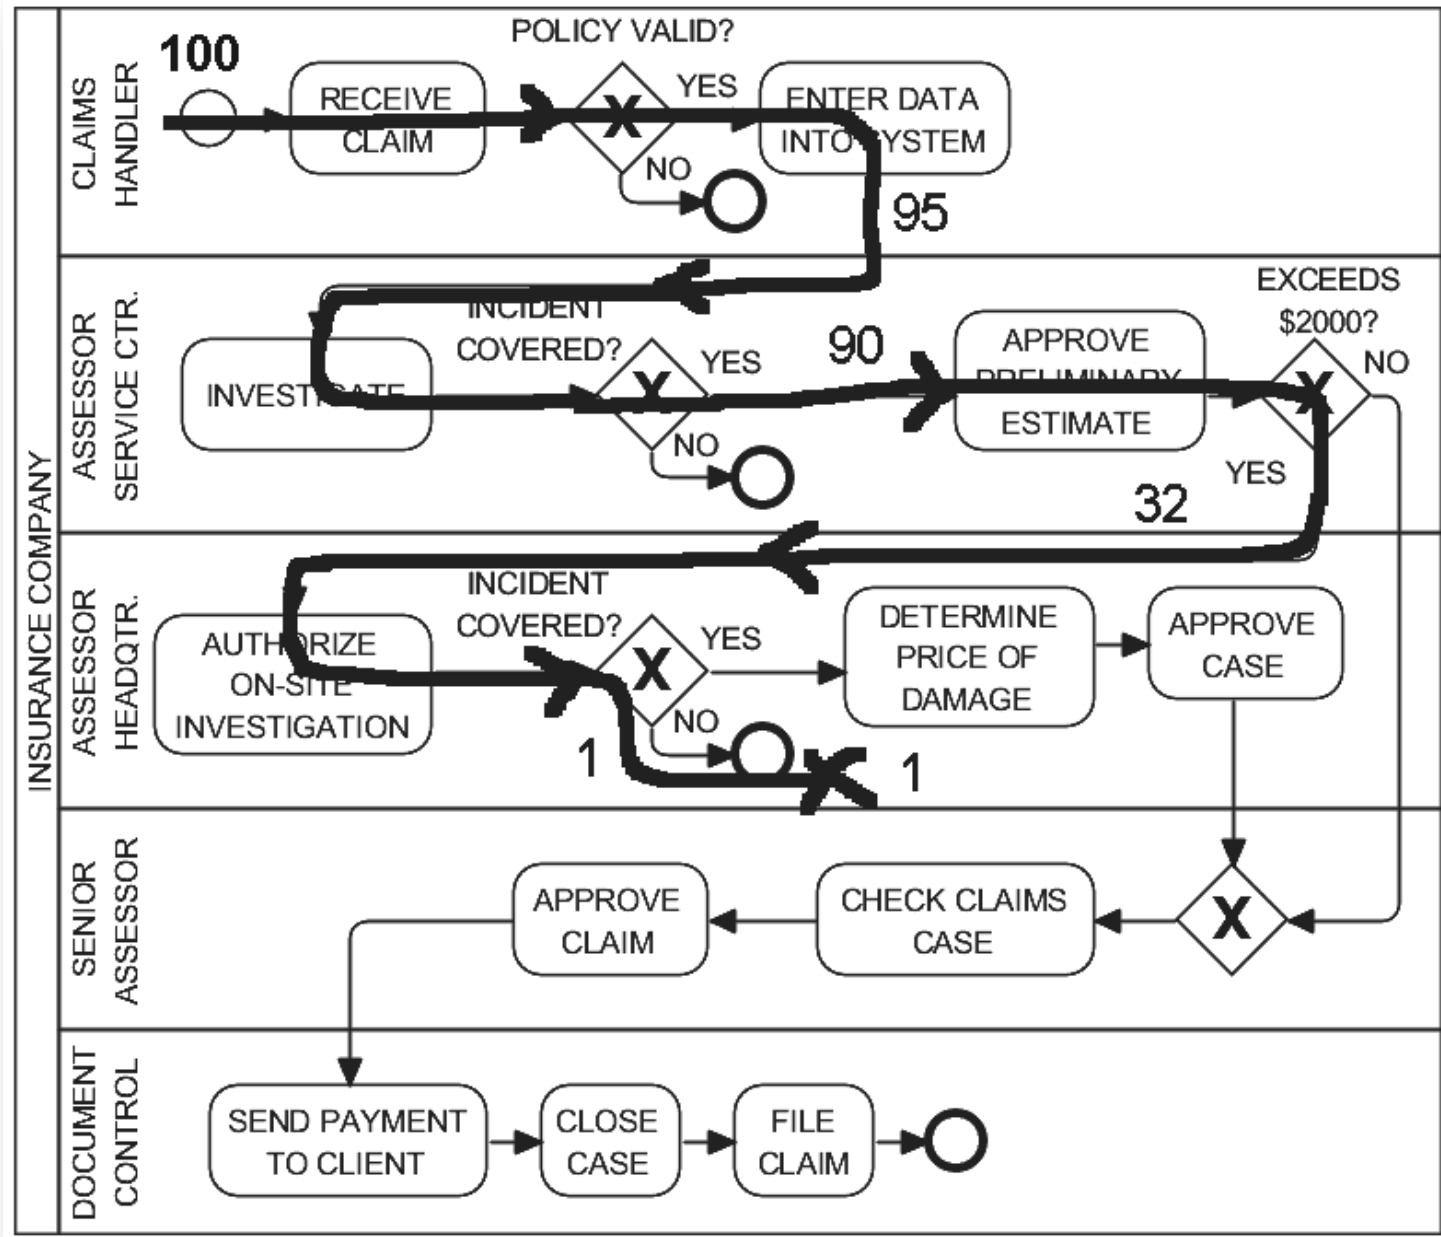 INSURANCE COMPANY
CLAIMS
HANDLER
100
RECEIVE
CLAIM
POLICY VALID?
X
YES
NO
ENTER DATA
INTO SYSTEM
95
ASSESSOR
SERVICE CTR.
INVESTIGATE
INCIDENT
COVERED?
X
YES
NO
90
APPROVE
PRELIMINARY
ESTIMATE
EXCEEDS
$2000?
X
NO
YES
32
ASSESSOR
HEADQTR.
AUTHORIZE
ON-SITE
INVESTIGATION
INCIDENT
COVERED?
X
YES
NO
1
1
DETERMINE
PRICE OF
DAMAGE
APPROVE
CASE
SENIOR
ASSESSOR
APPROVE
CLAIM
CHECK CLAIMS
CASE
X
DOCUMENT
CONTROL
SEND PAYMENT
TO CLIENT
CLOSE
CASE
FILE
CLAIM